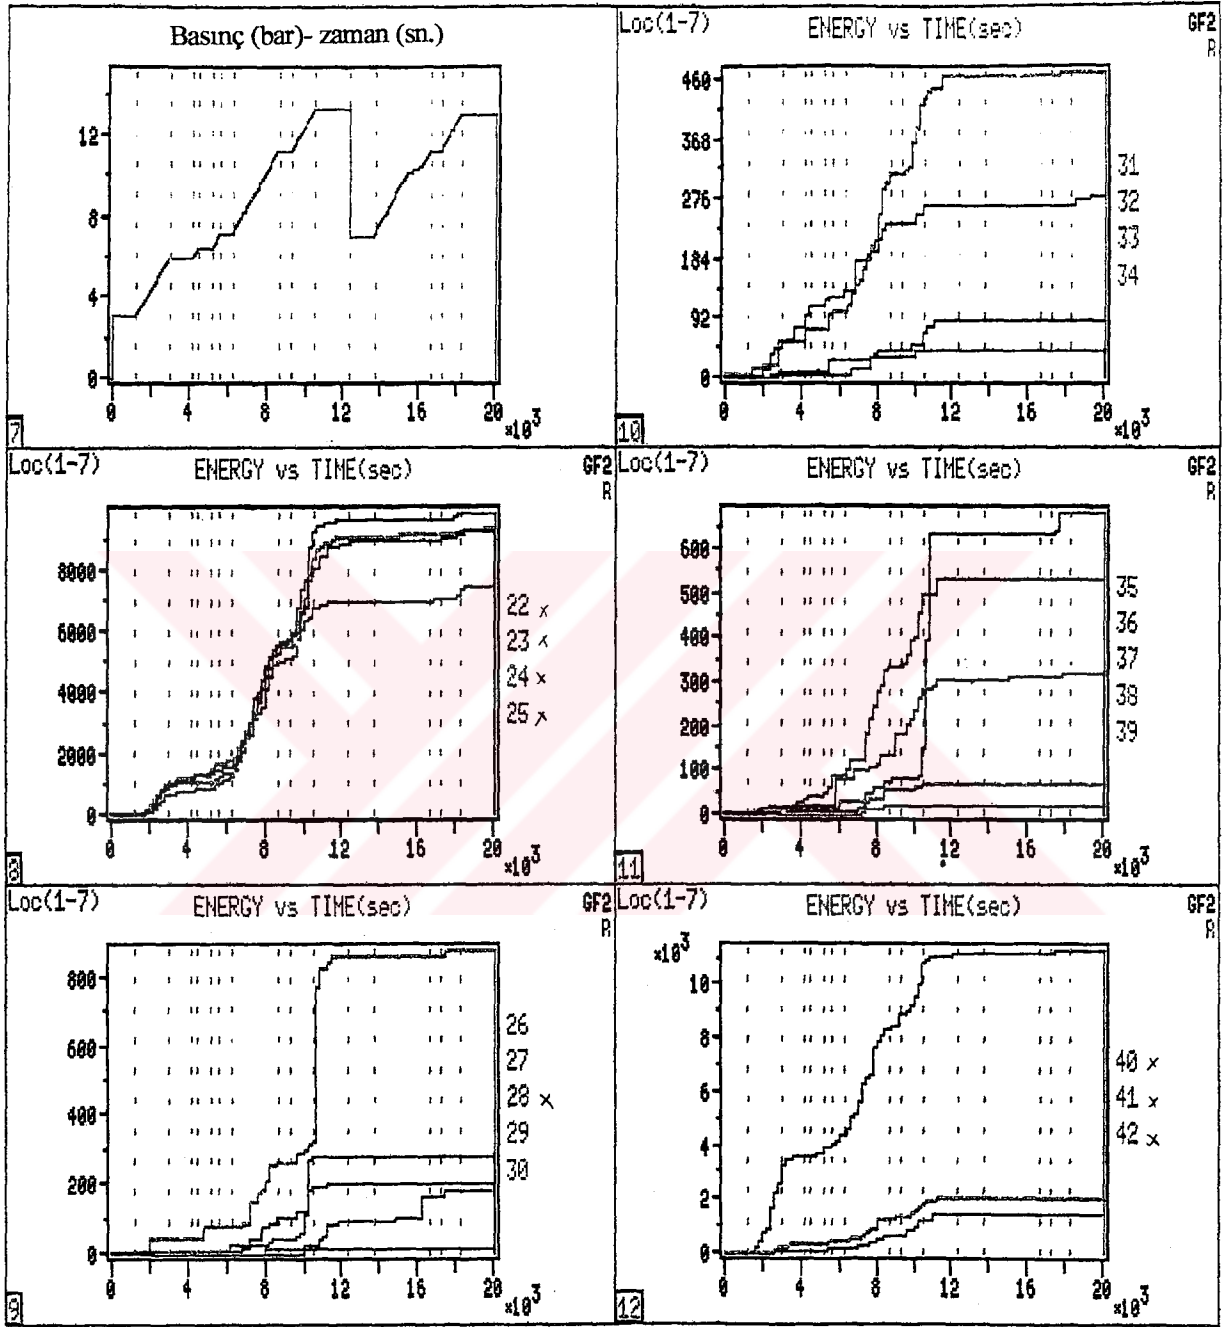 Basınç (bar)- zaman (sn.)
12
8
4
0
0 4 8 12 16 20
×10³
7
Loc(1-7) ENERGY vs TIME(sec) GF2
R
460
368
276
184
92
0
31
32
33
34
0 4 8 12 16 20
×10³
10
Loc(1-7) ENERGY vs TIME(sec) GF2
R
8000
6000
4000
2000
0
22 x
23 x
24 x
25 x
0 4 8 12 16 20
×10³
8
Loc(1-7) ENERGY vs TIME(sec) GF2
R
600
500
400
300
200
100
0
35
36
37
38
39
0 4 8 12 16 20
×10³
11
Loc(1-7) ENERGY vs TIME(sec) GF2
R
800
600
400
200
0
26
27
28 x
29
30
0 4 8 12 16 20
×10³
9
Loc(1-7) ENERGY vs TIME(sec) GF2
R
×10³
10
8
6
4
2
0
40 x
41 x
42 x
0 4 8 12 16 20
×10³
12